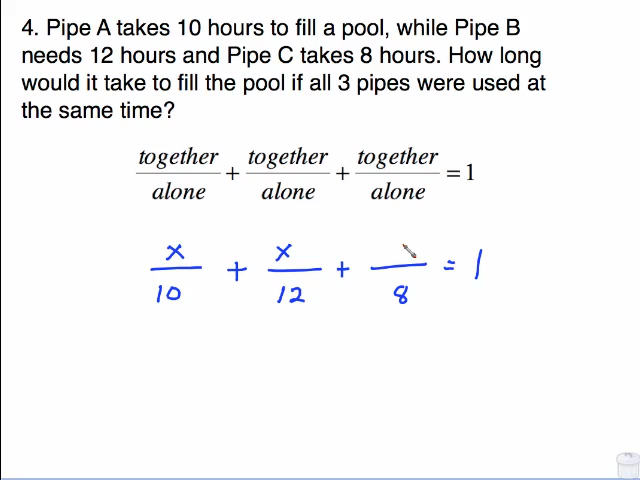 4. Pipe A takes 10 hours to fill a pool, while Pipe B
needs 12 hours and Pipe C takes 8 hours. How long
would it take to fill the pool if all 3 pipes were used at
the same time?
together/alone + together/alone + together/alone = 1
x/10 + x/12 + /8 = 1